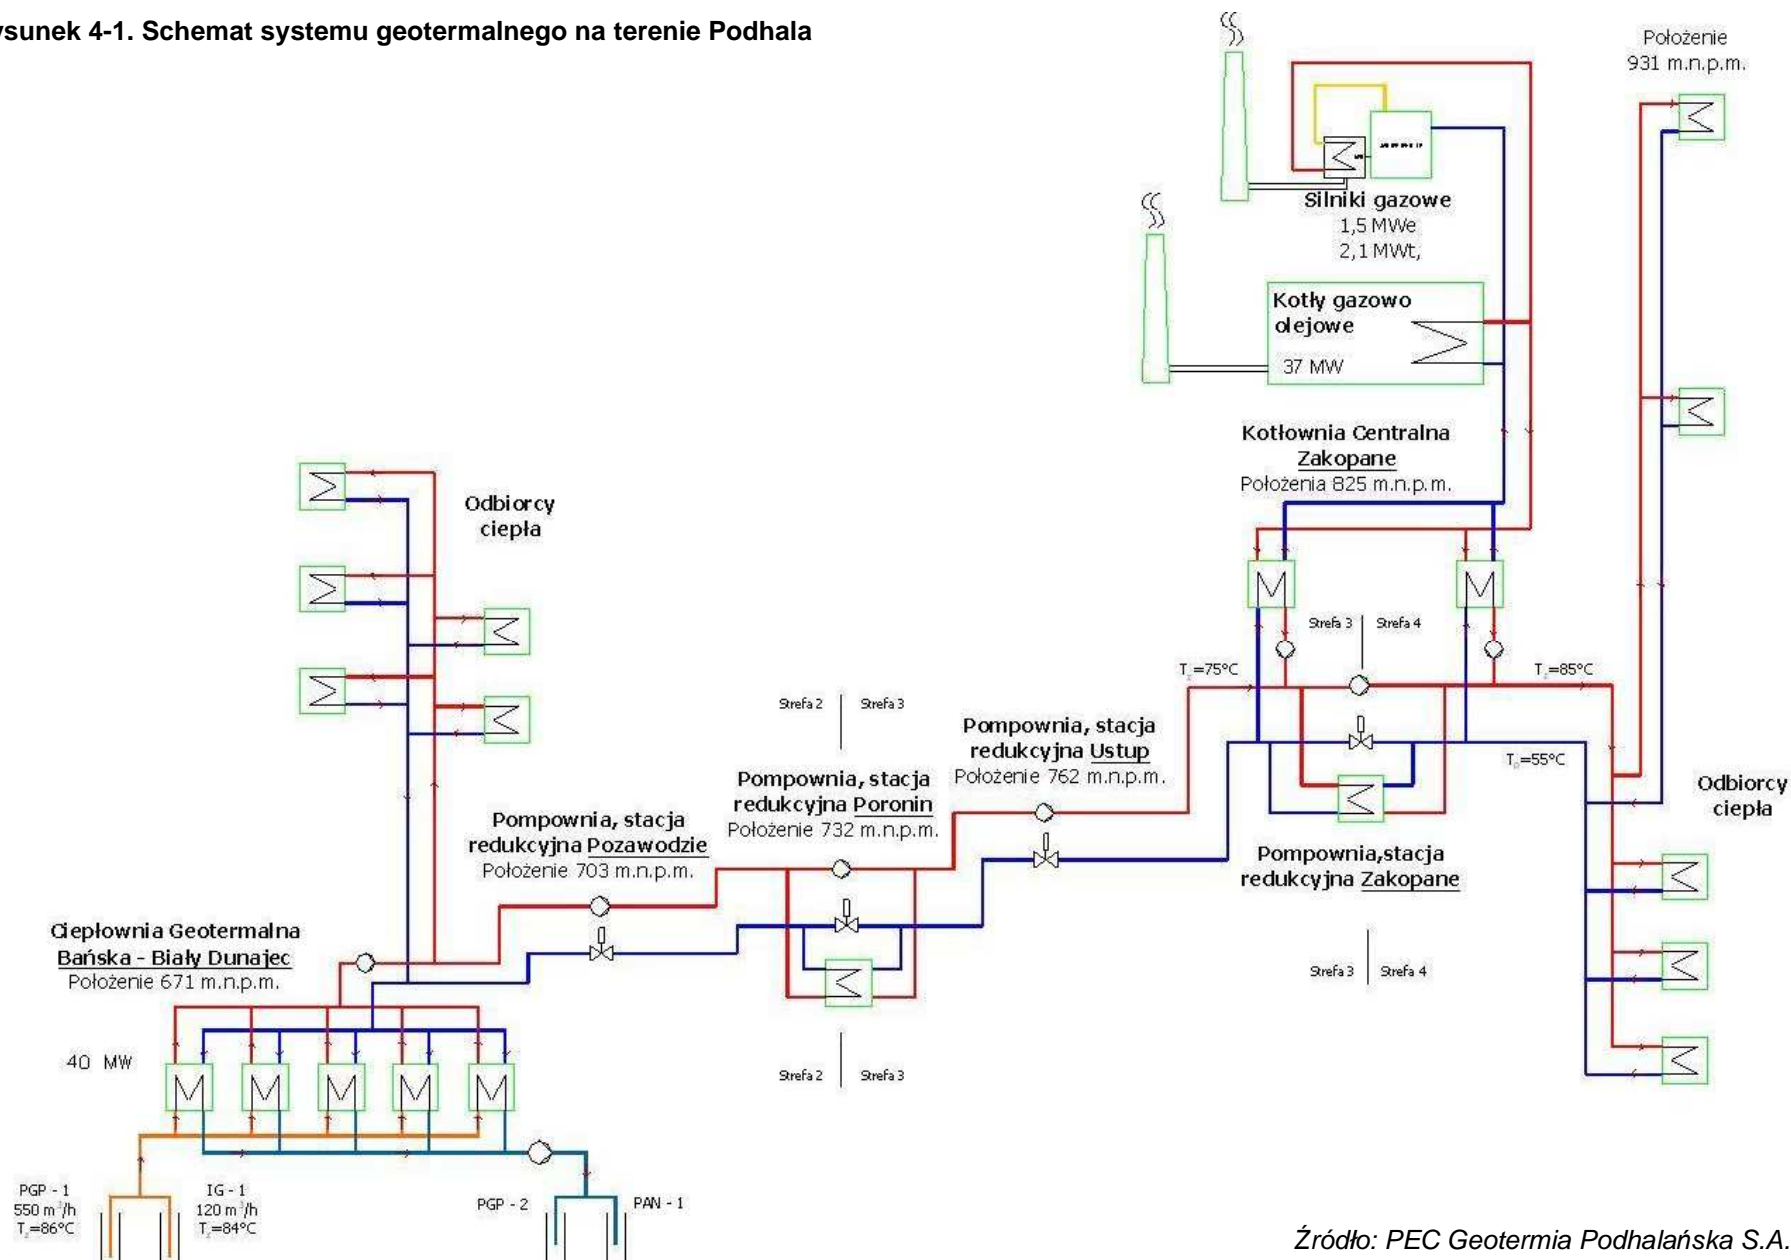 ysunek 4-1. Schemat systemu geotermalnego na terenie Podhala
Położenie
931 m.n.p.m.
Silniki gazowe
1,5 MWe
2,1 MWt,
Kotły gazowo
olejowe
37 MW
Kotłownia Centralna
Zakopane
Położenia 825 m.n.p.m.
Odbiorcy
ciepła
Strefa 3 Strefa 4
T_z=75°C
T_z=85°C
Strefa 2 Strefa 3
Pompownia, stacja
redukcyjna Ustup
Położenie 762 m.n.p.m.
T_p=55°C
Pompownia, stacja
redukcyjna Poronin
Położenie 732 m.n.p.m.
Odbiorcy
ciepła
Pompownia, stacja
redukcyjna Pozawodzie
Położenie 703 m.n.p.m.
Pompownia,stacja
redukcyjna Zakopane
Ciepłownia Geotermalna
Bańska - Biały Dunajec
Położenie 671 m.n.p.m.
Strefa 3 Strefa 4
40 MW
Strefa 2 Strefa 3
PGP - 1
550 m³/h
T_z=86°C
IG - 1
120 m³/h
T_z=84°C
PGP - 2
PAN - 1
Źródło: PEC Geotermia Podhalańska S.A.